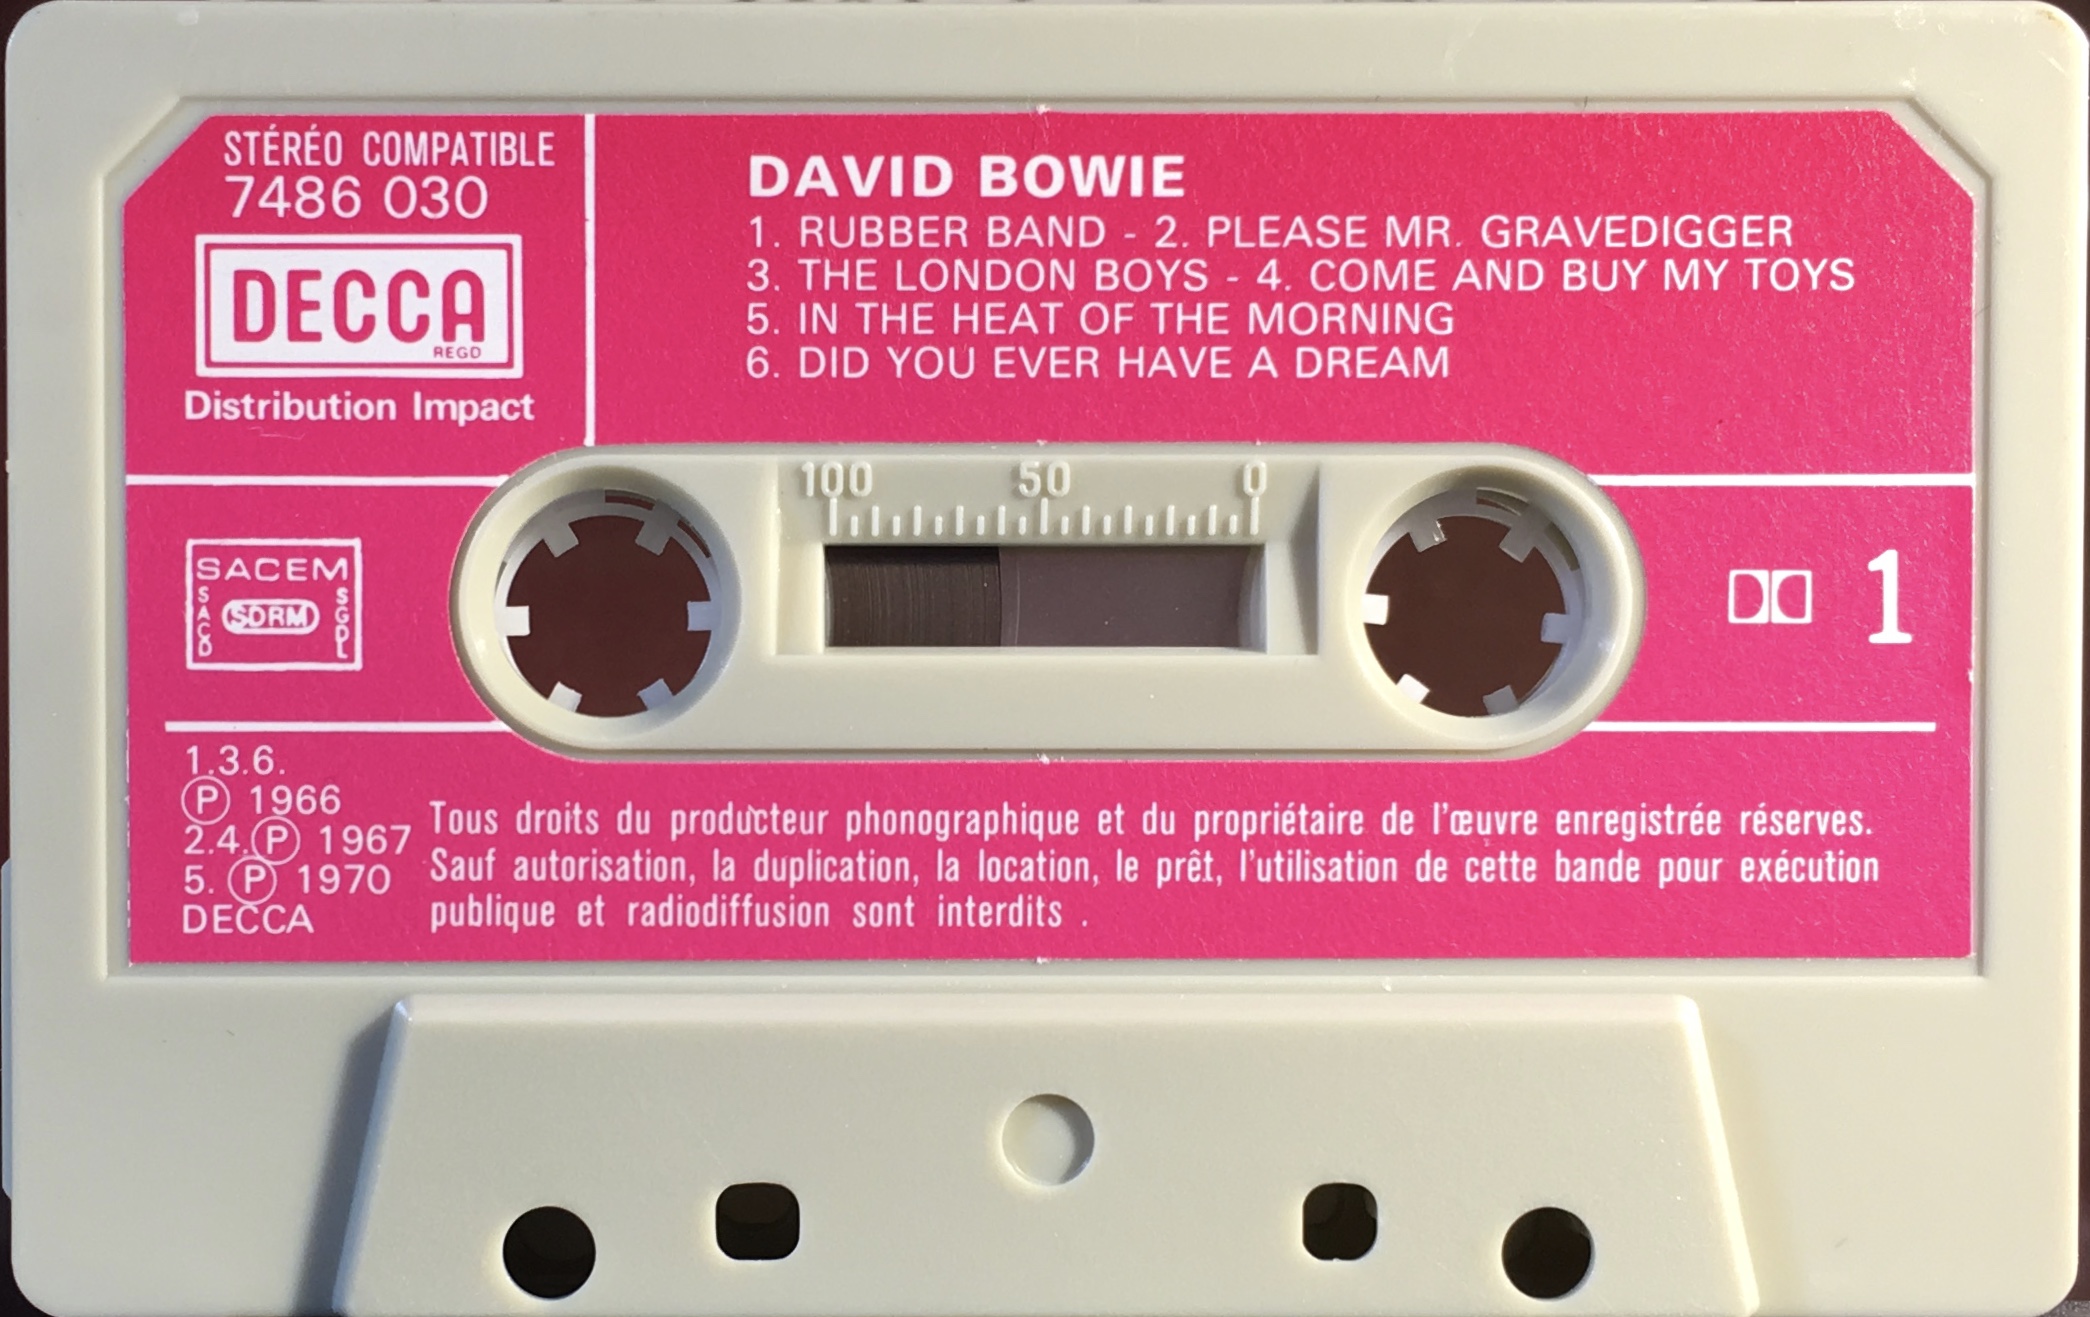 STÉRÉO COMPATIBLE
7486 030
DECCA
REGD
Distribution Impact
DAVID BOWIE
1. RUBBER BAND - 2. PLEASE MR. GRAVEDIGGER
3. THE LONDON BOYS - 4. COME AND BUY MY TOYS
5. IN THE HEAT OF THE MORNING
6. DID YOU EVER HAVE A DREAM
100 50 0
SACEM
SACD
SDRM
SGDL
1
1.3.6.
Ⓟ 1966
2.4.Ⓟ 1967
5. Ⓟ 1970
DECCA
Tous droits du producteur phonographique et du propriétaire de l'œuvre enregistrée réservés.
Sauf autorisation, la duplication, la location, le prêt, l'utilisation de cette bande pour exécution
publique et radiodiffusion sont interdits .